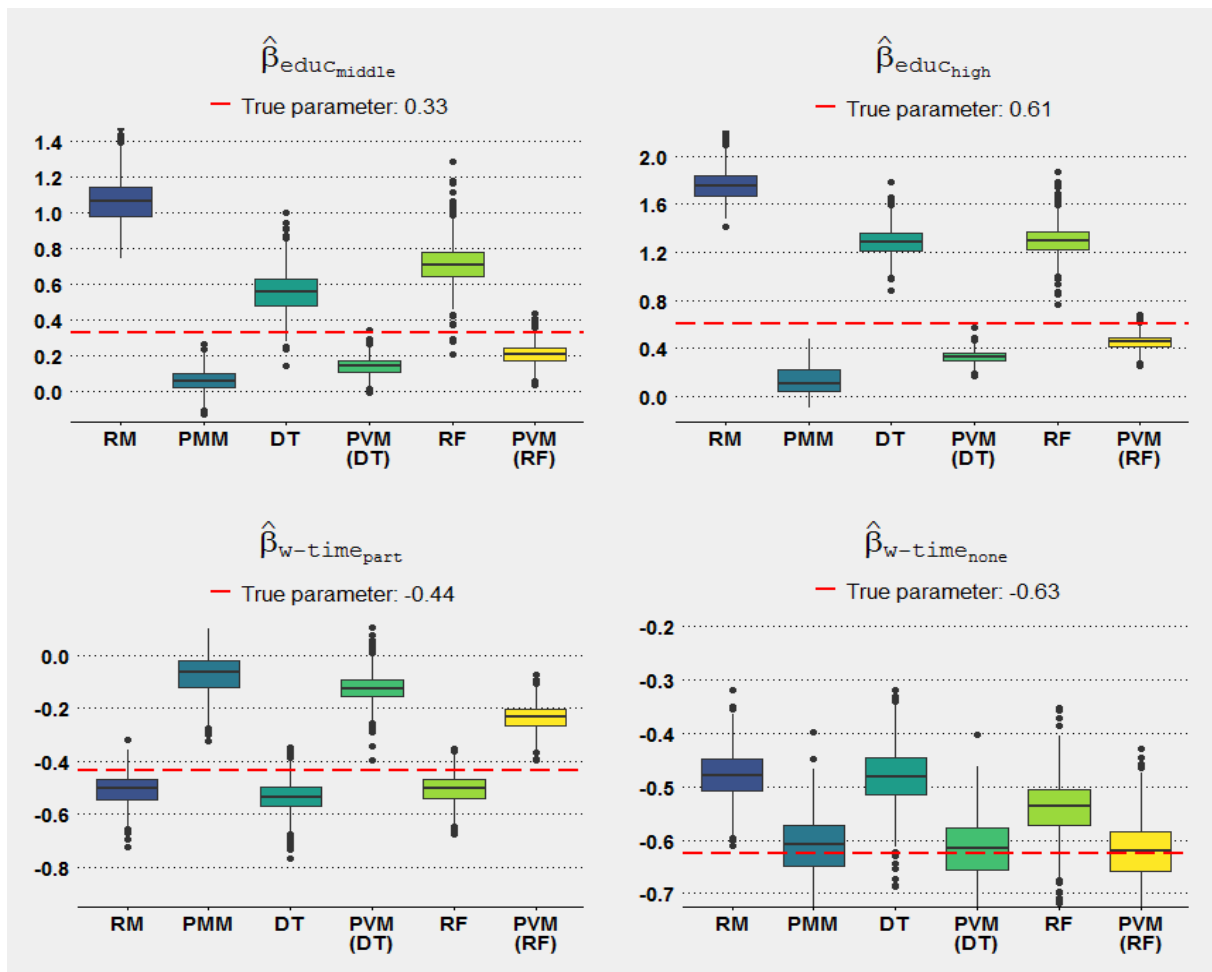 β̂educmiddle
True parameter: 0.33
1.4
1.2
1.0
0.8
0.6
0.4
0.2
0.0
RM PMM DT PVM (DT) RF PVM (RF)
β̂educhigh
True parameter: 0.61
2.0
1.6
1.2
0.8
0.4
0.0
RM PMM DT PVM (DT) RF PVM (RF)
β̂w-timepart
True parameter: -0.44
0.0
-0.2
-0.4
-0.6
-0.8
RM PMM DT PVM (DT) RF PVM (RF)
β̂w-timenone
True parameter: -0.63
-0.2
-0.3
-0.4
-0.5
-0.6
-0.7
RM PMM DT PVM (DT) RF PVM (RF)